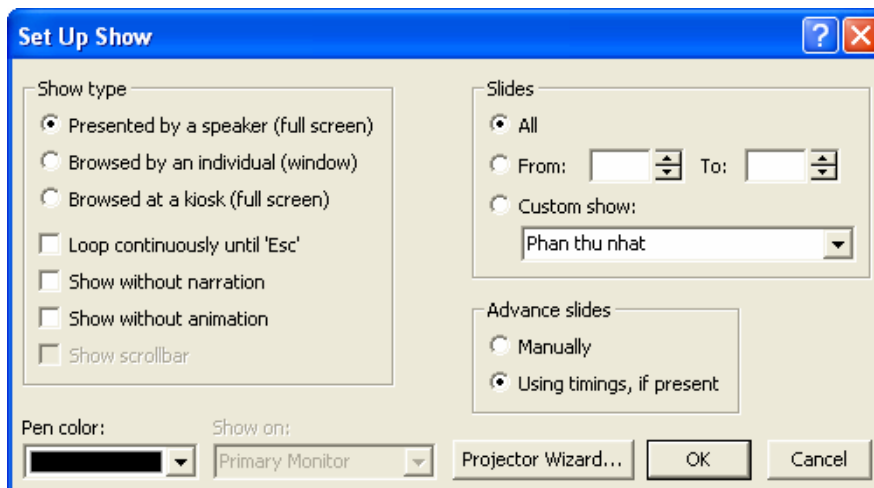 Set Up Show
Show type
Presented by a speaker (full screen)
Browsed by an individual (window)
Browsed at a kiosk (full screen)
Loop continuously until 'Esc'
Show without narration
Show without animation
Show scrollbar
Slides
All
From: To:
Custom show:
Phan thu nhat
Advance slides
Manually
Using timings, if present
Pen color:
Show on:
Primary Monitor
Projector Wizard...
OK
Cancel